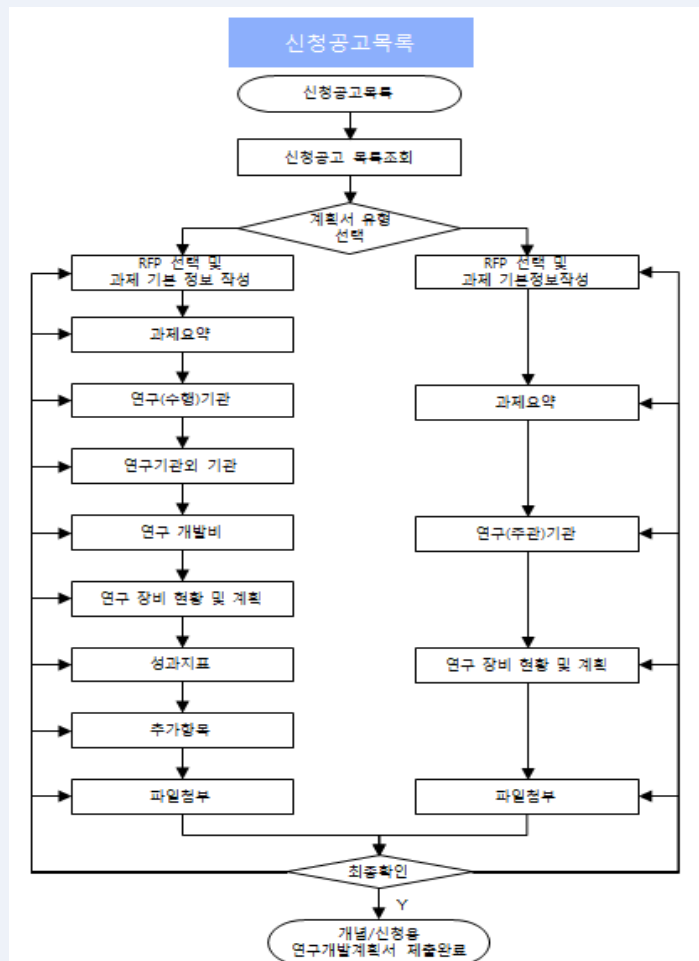 신청공고목록
신청공고목록
신청공고 목록조회
계획서 유형
선택
RFP 선택 및
과제 기본 정보 작성
과제요약
연구(수행)기관
연구기관외 기관
연구 개발비
연구 장비 현황 및 계획
성과지표
추가항목
파일첨부
RFP 선택 및
과제 기본정보작성
과제요약
연구(주관)기관
연구 장비 현황 및 계획
파일첨부
최종확인
Y
개념/신청용
연구개발계획서 제출완료